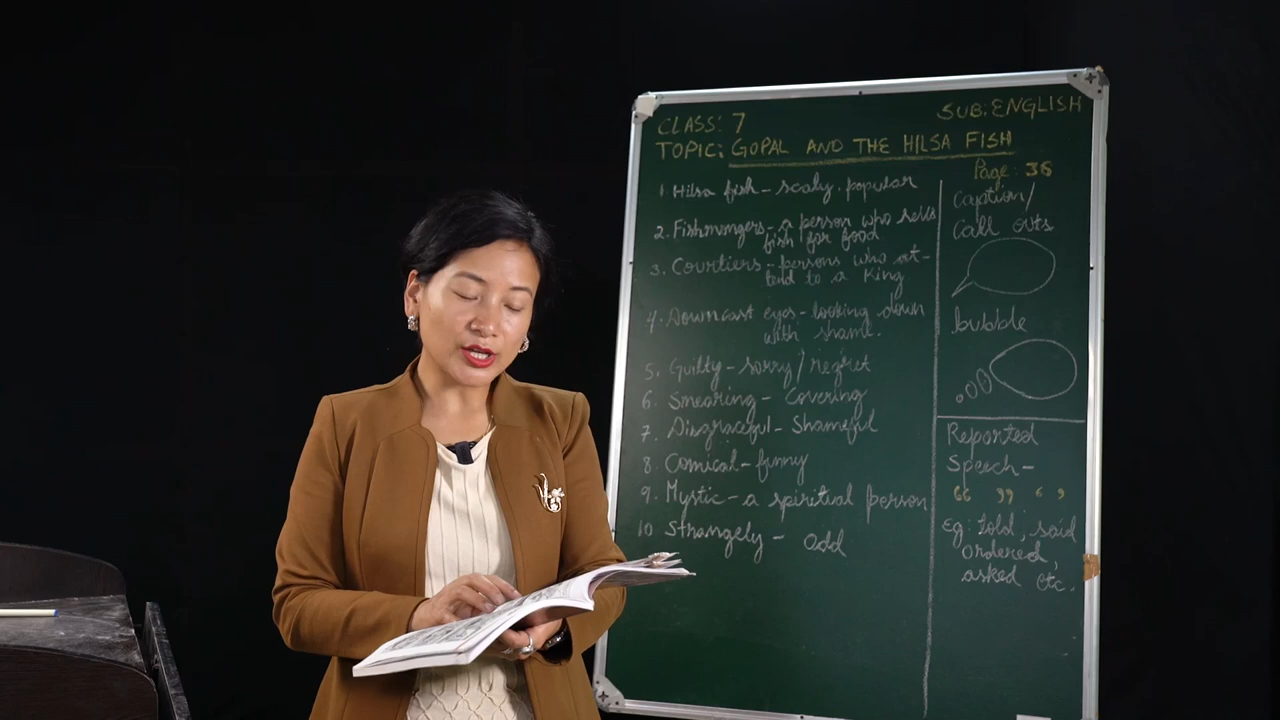 CLASS: 7
SUB: ENGLISH
TOPIC: GOPAL AND THE HILSA FISH
Page: 36
1. Hilsa fish - scaly. popular
2. Fishmongers - a person who sells
fish for food
3. Courtiers - persons who at-
tend to a King
4. Downcast eyes - looking down
with shame.
5. Guilty - sorry / regret
6. Smearing - Covering
7. Disgraceful - Shameful
8. Comical - funny
9. Mystic - a spiritual person
10 Strangely - odd
Caption/
Call outs
bubble
Reported
Speech -
“ ” ‘ ’
Eg: Told, said
ordered,
asked etc.